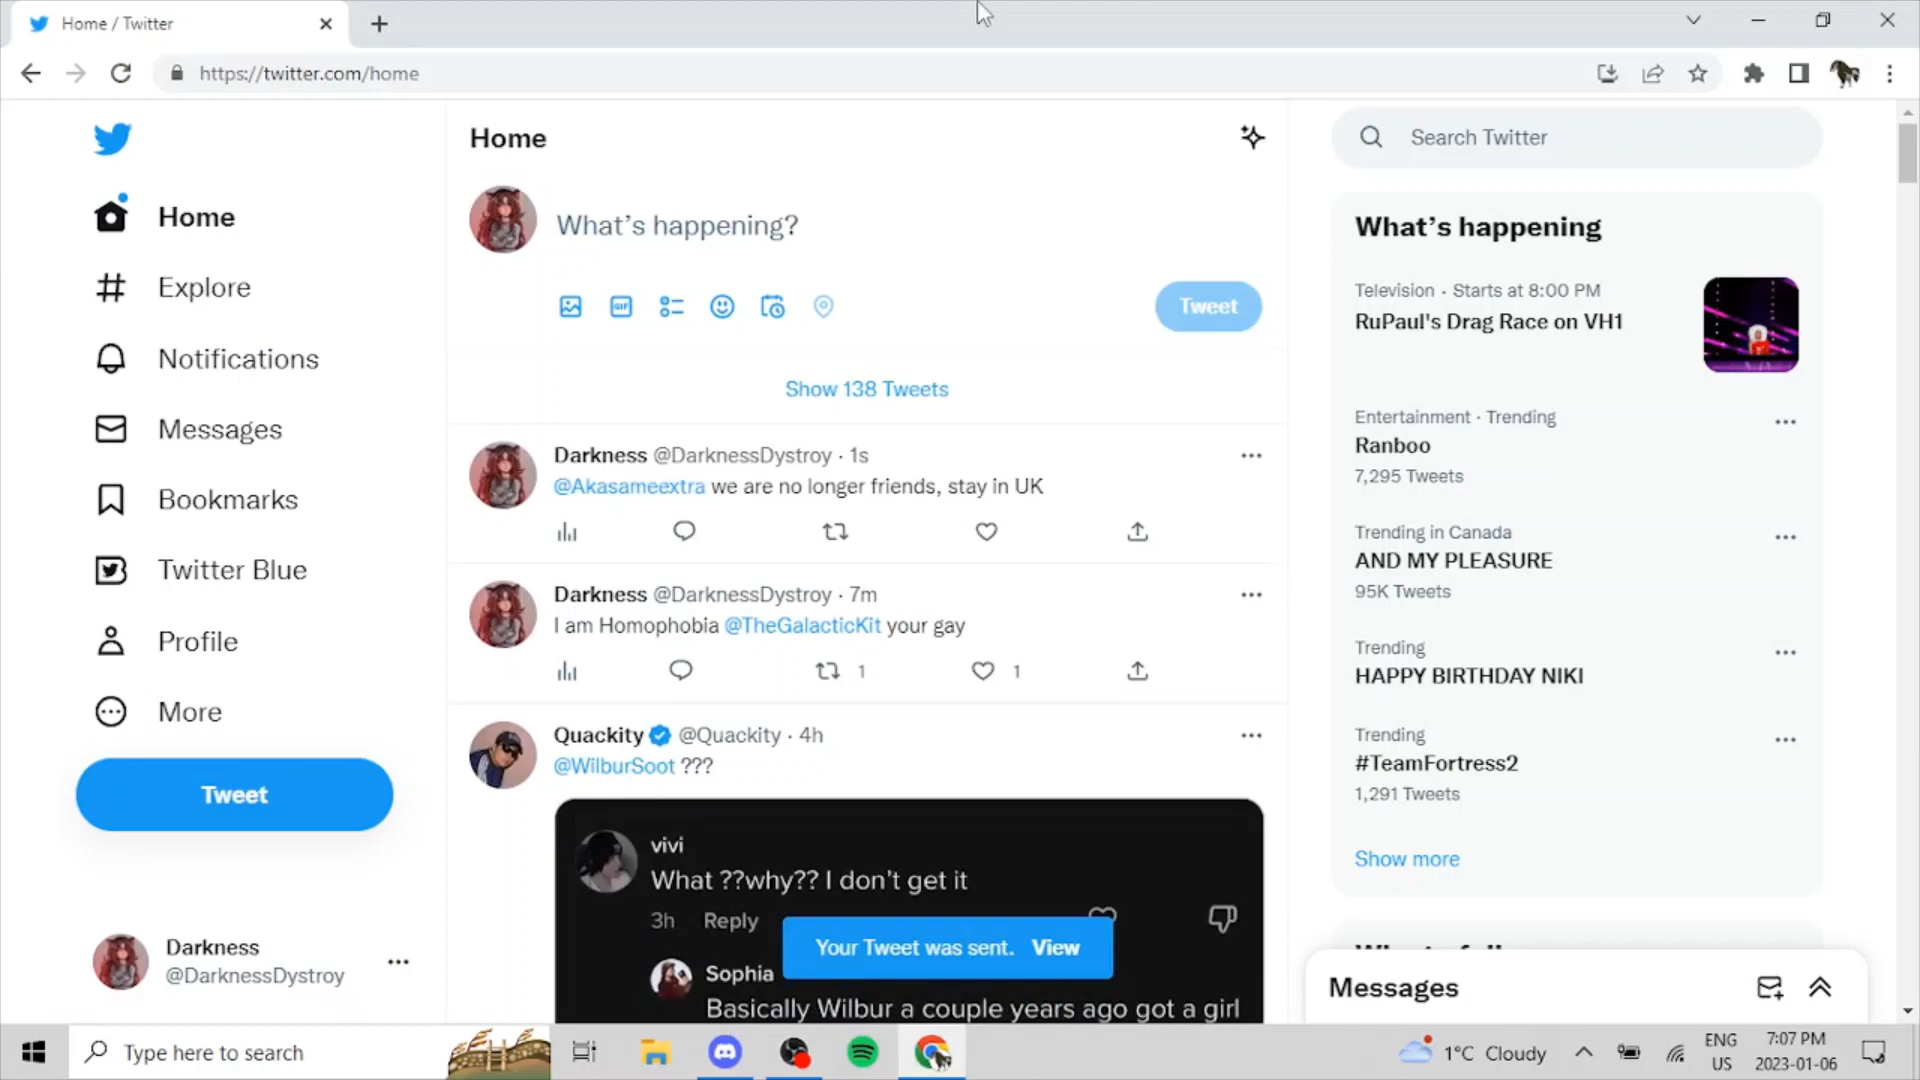 Home / Twitter
https://twitter.com/home
Home
Explore
Notifications
Messages
Bookmarks
Twitter Blue
Profile
More
Tweet
Darkness
@DarknessDystroy
Home
What's happening?
GIF
Tweet
Show 138 Tweets
Darkness @DarknessDystroy · 1s
@Akasameextra we are no longer friends, stay in UK
Darkness @DarknessDystroy · 7m
I am Homophobia @TheGalacticKit your gay
1 1
Quackity @Quackity · 4h
@WilburSoot ???
vivi
What ??why?? I don't get it
3h Reply
Sophia
Basically Wilbur a couple years ago got a girl
Your Tweet was sent. View
Search Twitter
What's happening
Television · Starts at 8:00 PM
RuPaul's Drag Race on VH1
Entertainment · Trending
Ranboo
7,295 Tweets
Trending in Canada
AND MY PLEASURE
95K Tweets
Trending
HAPPY BIRTHDAY NIKI
Trending
#TeamFortress2
1,291 Tweets
Show more
Messages
Type here to search
1°C Cloudy
ENG
US
7:07 PM
2023-01-06